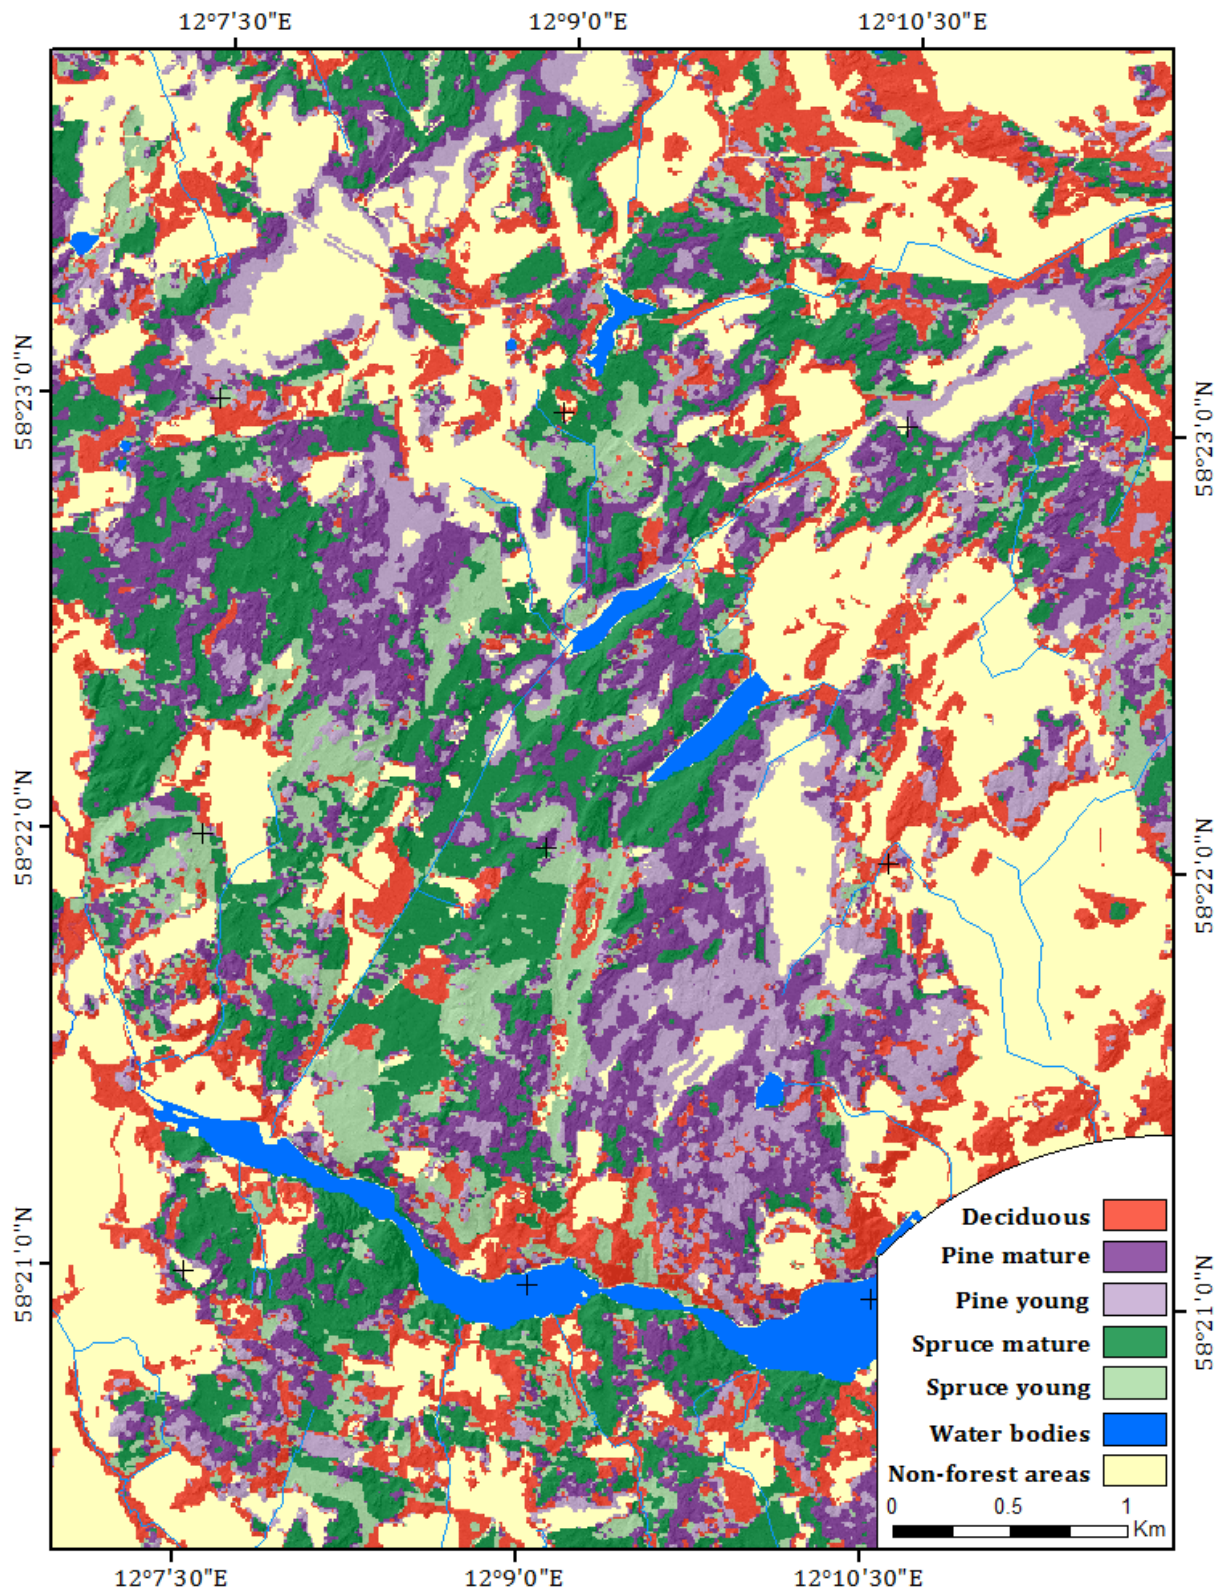 12°7'30"E 12°9'0"E 12°10'30"E
58°23'0"N
58°23'0"N
58°22'0"N
58°22'0"N
58°21'0"N
58°21'0"N
Deciduous
Pine mature
Pine young
Spruce mature
Spruce young
Water bodies
Non-forest areas
0 0.5 1
Km
12°7'30"E 12°9'0"E 12°10'30"E